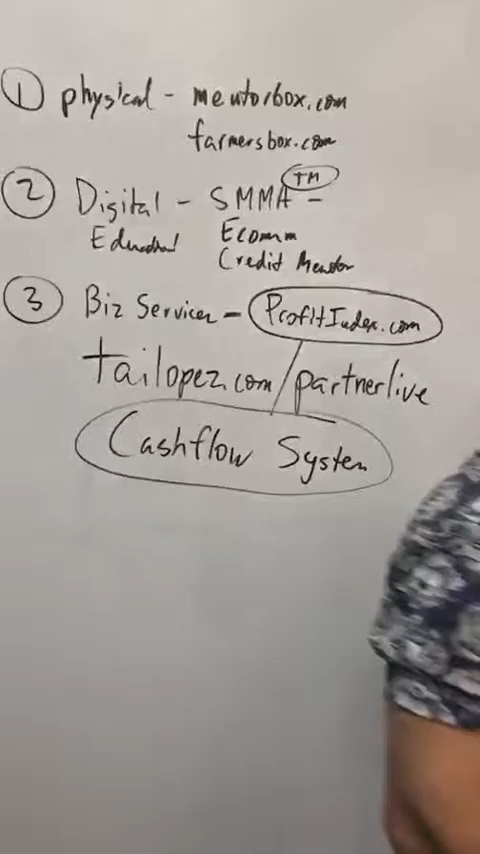 ① physical - mentorbox.com
farmersbox.com
② Digital - SMMA TM -
Educational Ecomm
Credit Mentor
③ Biz Services - ProfitIndex.com
tailopez.com/partnerlive
Cashflow System